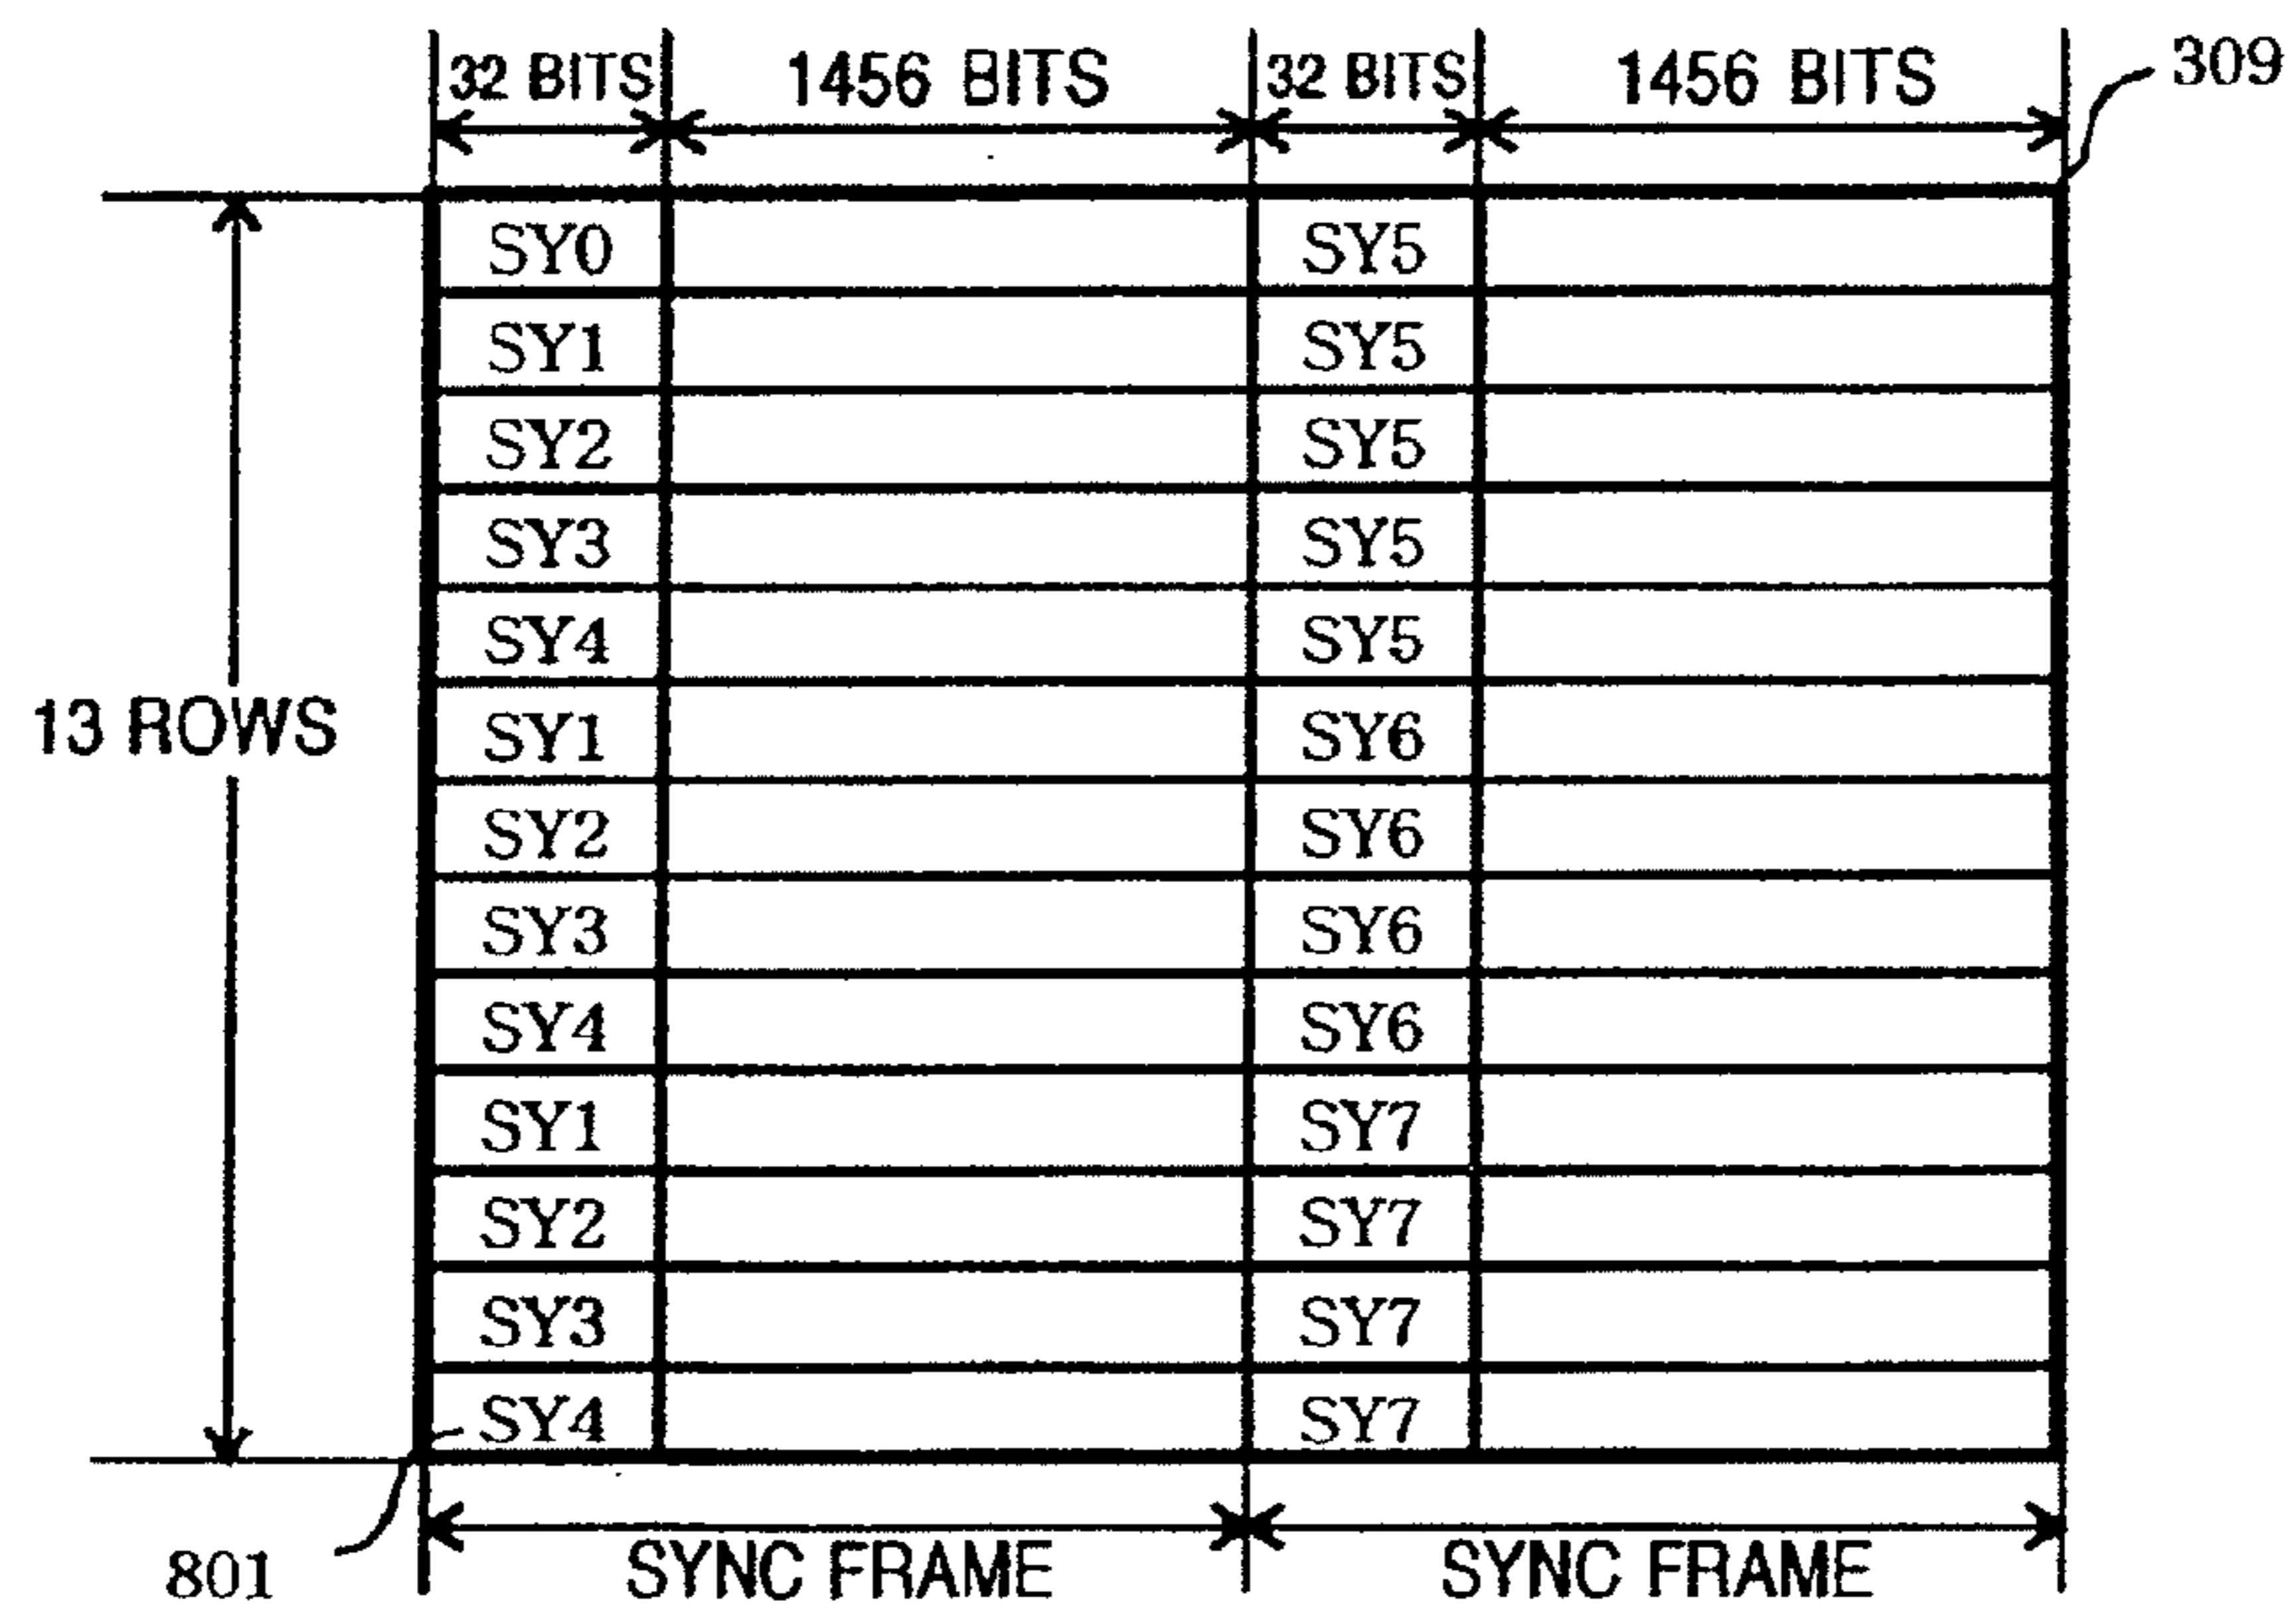 32 BITS 1456 BITS 32 BITS 1456 BITS 309
SY0 SY5
SY1 SY5
SY2 SY5
SY3 SY5
SY4 SY5
13 ROWS SY1 SY6
SY2 SY6
SY3 SY6
SY4 SY6
SY1 SY7
SY2 SY7
SY3 SY7
SY4 SY7
801 SYNC FRAME SYNC FRAME